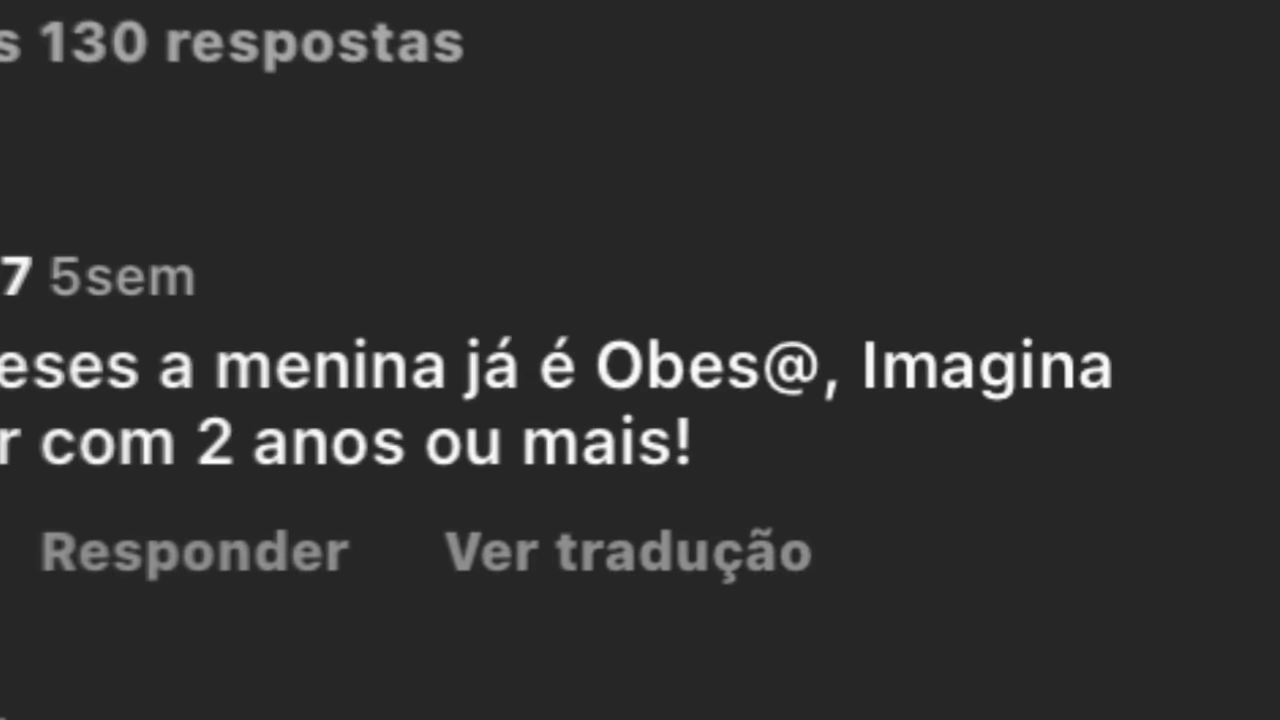 s 130 respostas
7 5sem
eses a menina já é Obes@, Imagina
r com 2 anos ou mais!
Responder Ver tradução